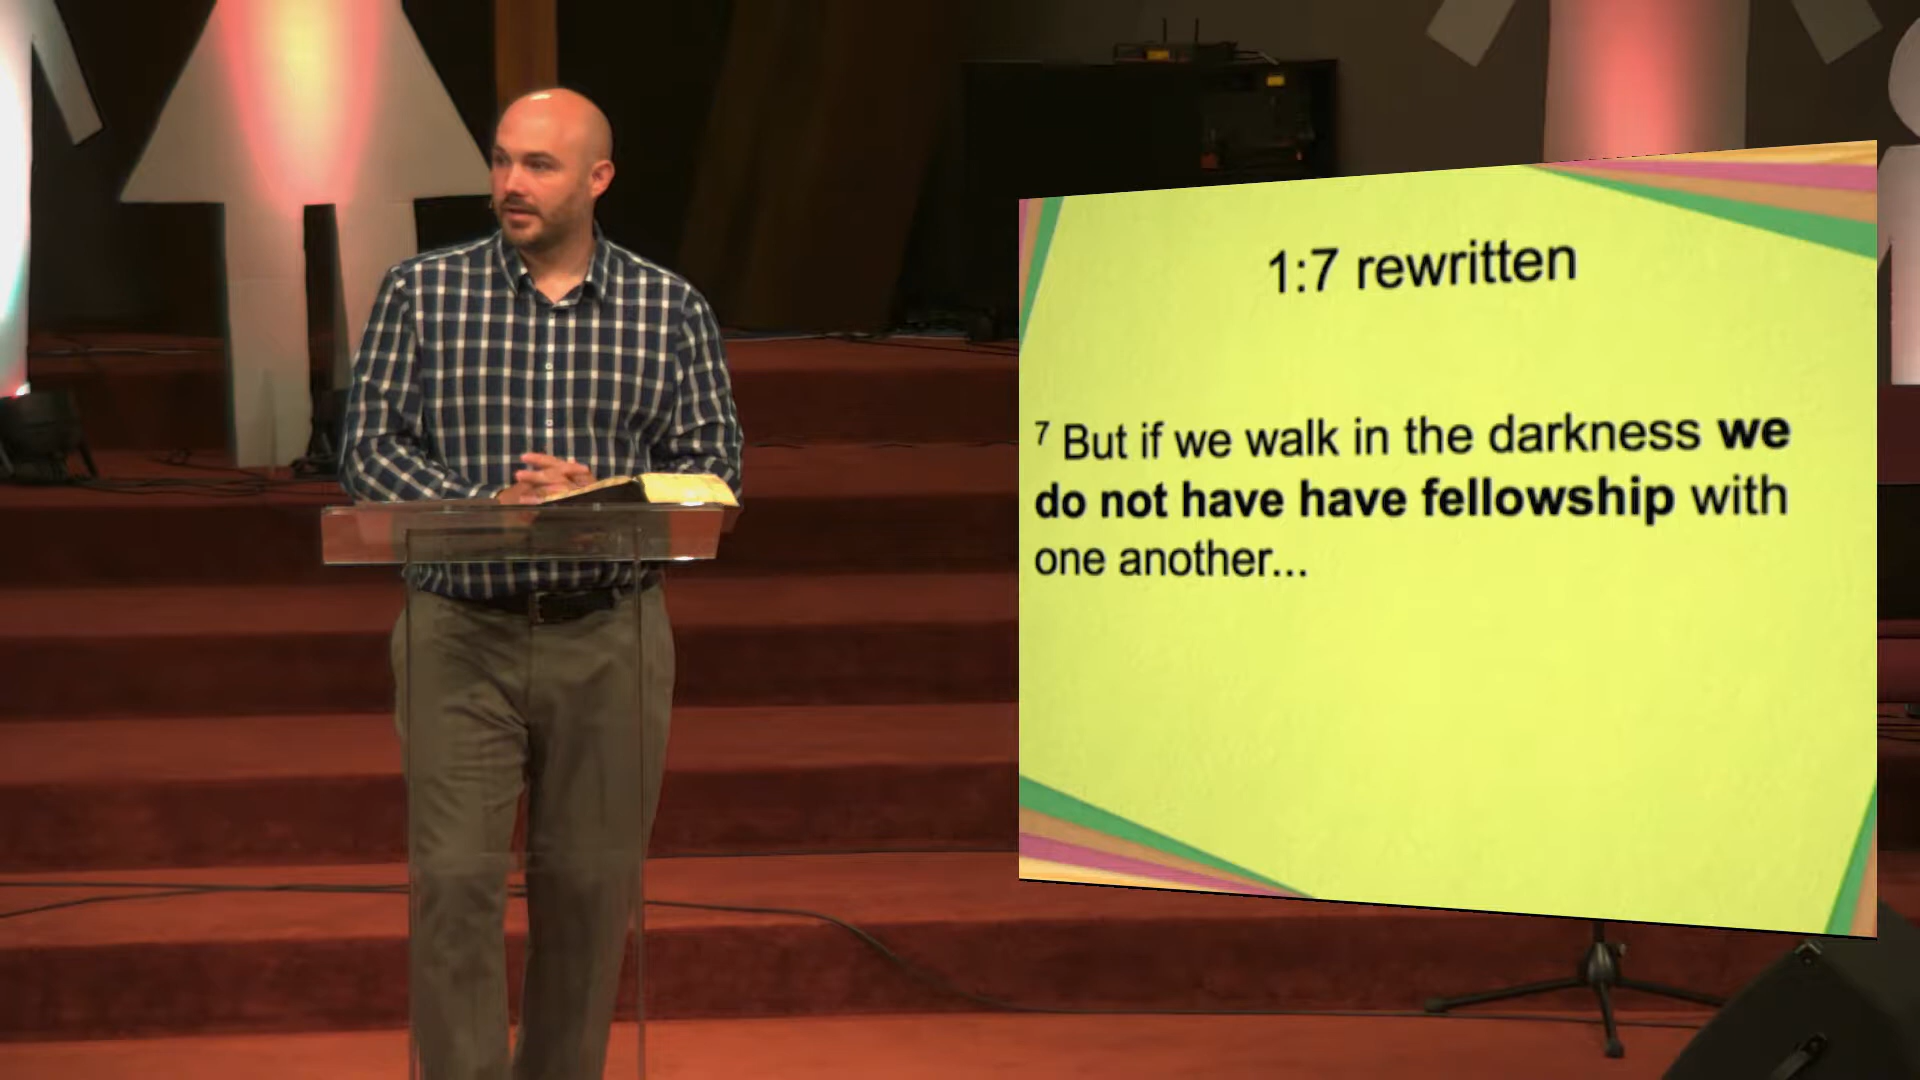 1:7 rewritten
⁷ But if we walk in the darkness we
do not have have fellowship with
one another...